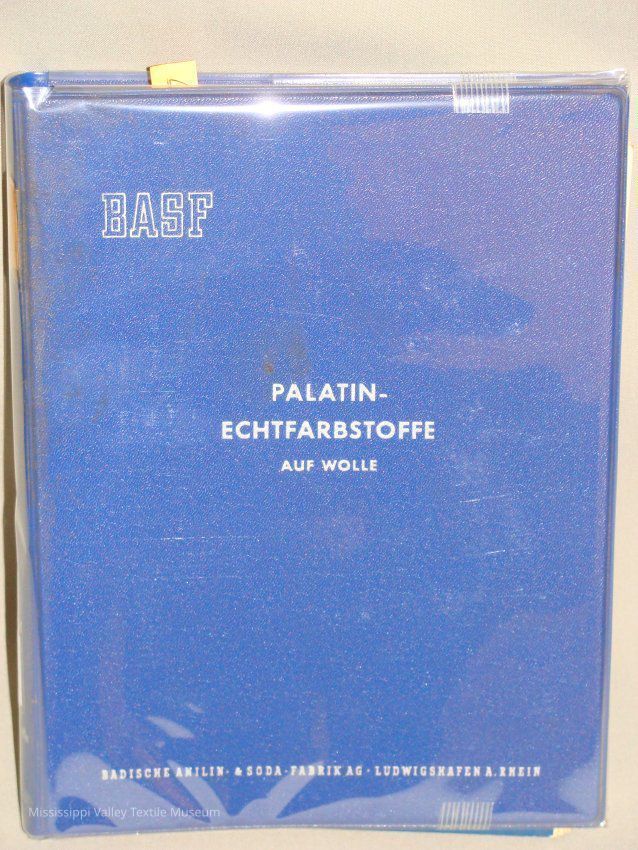 BASF
PALATIN-
ECHTFARBSTOFFE
AUF WOLLE
BADISCHE ANILIN- & SODA-FABRIK AG · LUDWIGSHAFEN A. RHEIN
Mississippi Valley Textile Museum